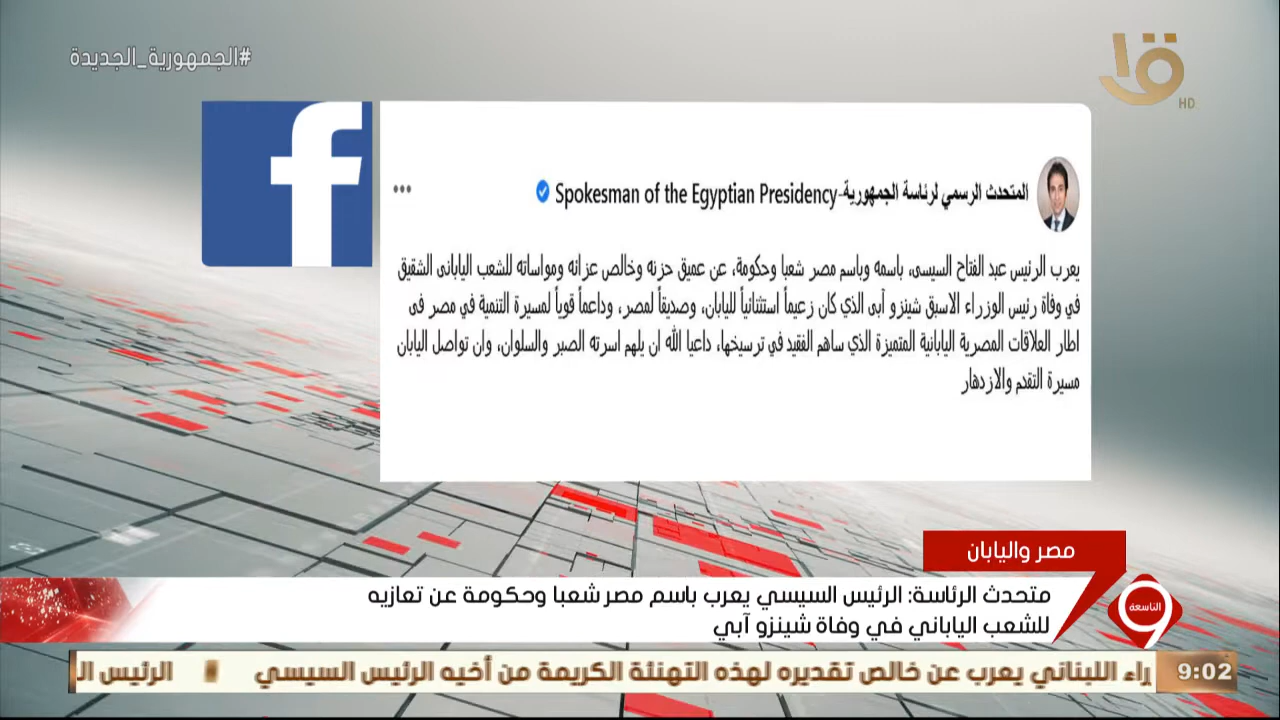 #الجمهورية_الجديدة
HD
المتحدث الرسمي لرئاسة الجمهورية-Spokesman of the Egyptian Presidency
يعرب الرئيس عبد الفتاح السيسى، باسمه وباسم مصر شعبا وحكومة، عن عميق حزنه وخالص عزائه ومواساته للشعب اليابانى الشقيق
في وفاة رئيس الوزراء الاسبق شينزو آبى الذي كان زعيماً استثنائياً لليابان، وصديقاً لمصر، وداعماً قوياً لمسيرة التنمية في مصر فى
اطار العلاقات المصرية اليابانية المتميزة الذي ساهم الفقيد في ترسيخها، داعيا الله ان يلهم اسرته الصبر والسلوان، وان تواصل اليابان
مسيرة التقدم والازدهار
مصر واليابان
متحدث الرئاسة: الرئيس السيسي يعرب باسم مصر شعبا وحكومة عن تعازيه
للشعب الياباني في وفاة شينزو آبي
التاسعة
9
9:02 راء اللبناني يعرب عن خالص تقديره لهذه التهنئة الكريمة من أخيه الرئيس السيسي الرئيس ال